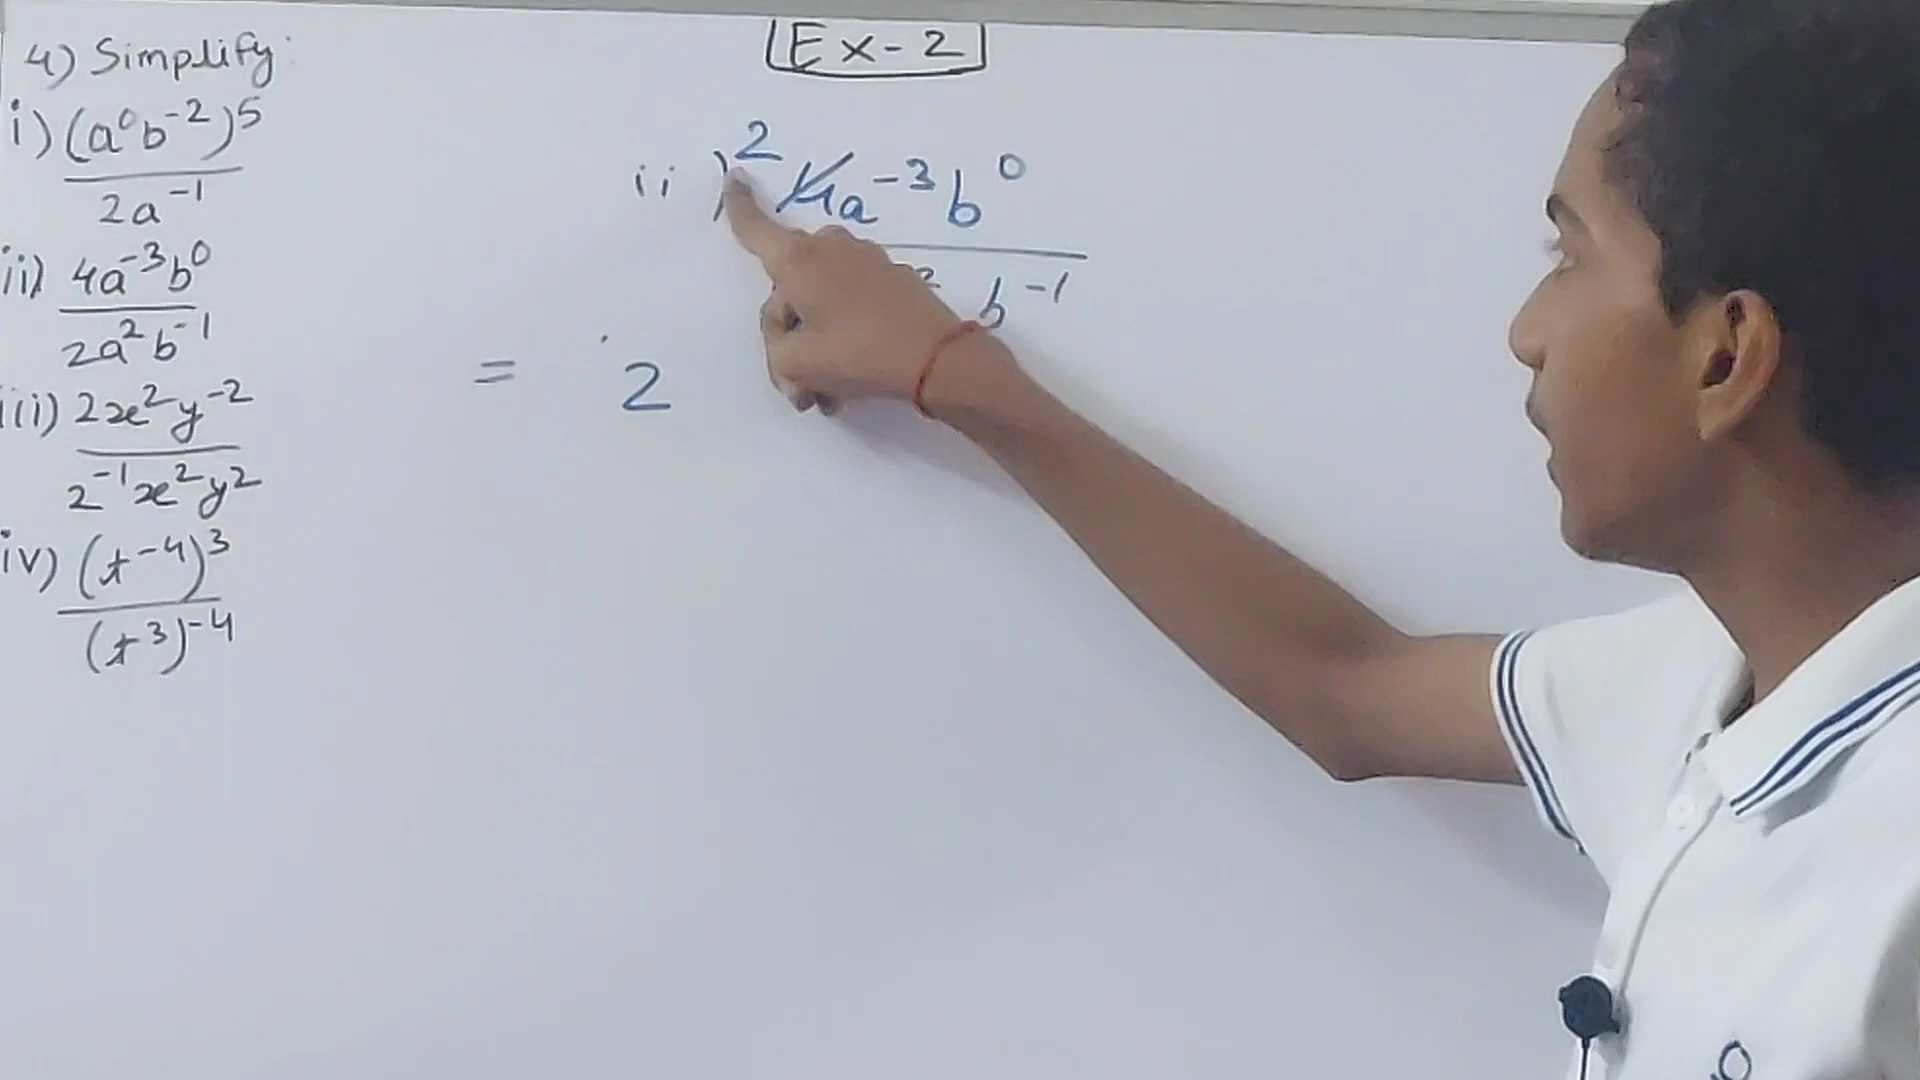 4) Simplify:
i) (a⁰b⁻²)⁵
2a⁻¹
ii) 4a⁻³b⁰
2a²b⁻¹
iii) 2x²y⁻²
2⁻¹x²y²
iv) (t⁻⁴)³
(t³)⁻⁴
Ex-2
2
ii) 4a⁻³b⁰
b⁻¹
= 2